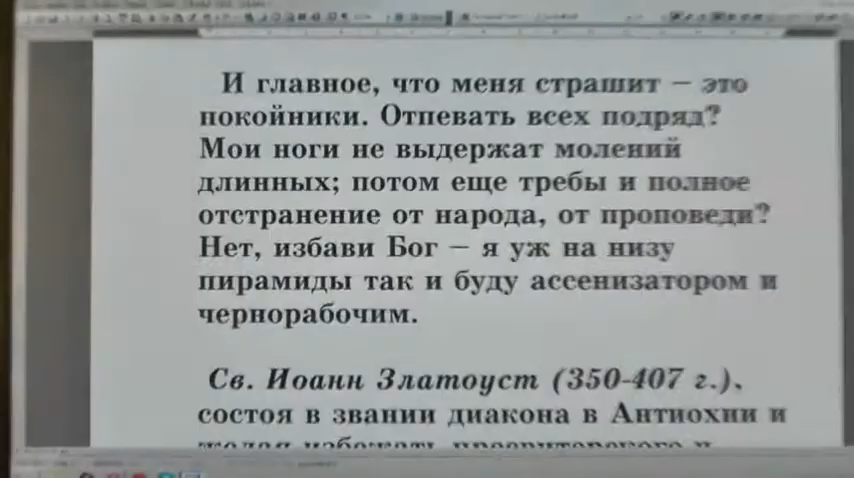 И главное, что меня страшит – это
покойники. Отпевать всех подряд?
Мои ноги не выдержат молений
длинных; потом еще требы и полное
отстранение от народа, от проповеди?
Нет, избави Бог – я уж на низу
пирамиды так и буду ассенизатором и
чернорабочим.
Св. Иоанн Златоуст (350-407 г.),
состоя в звании диакона в Антиохии и